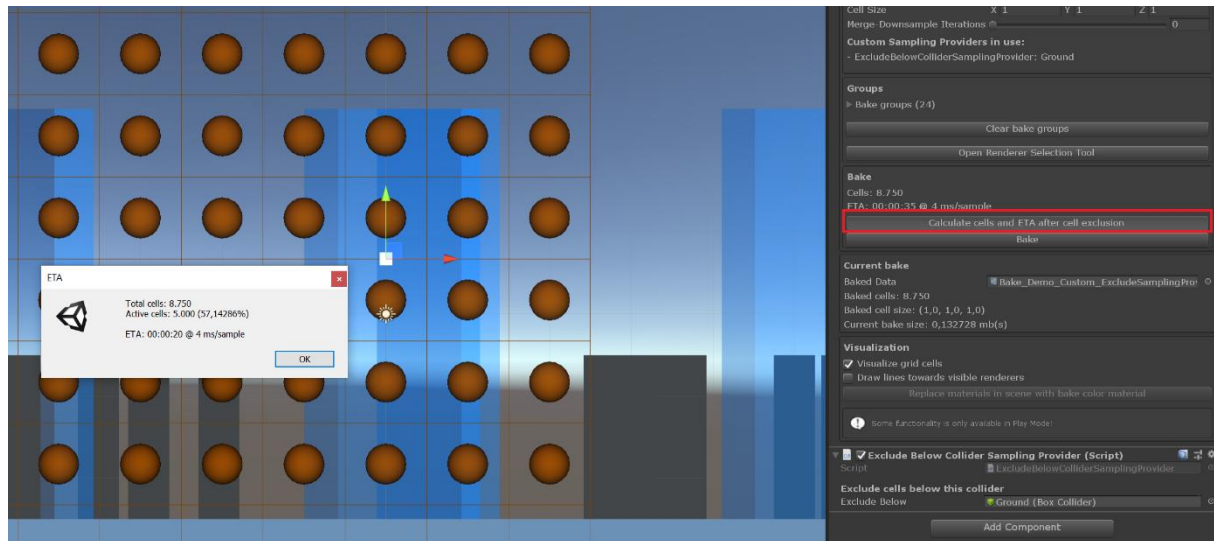 Cell Size X 1 Y 1 Z 1
Merge-Downsample Iterations 0
Custom Sampling Providers in use:
- ExcludeBelowColliderSamplingProvider: Ground
Groups
Bake groups (24)
Clear bake groups
Open Renderer Selection Tool
Bake
Cells: 8.750
ETA: 00:00:35 @ 4 ms/sample
Calculate cells and ETA after cell exclusion
Bake
Current bake
Baked Data Bake_Demo_Custom_ExcludeSamplingPro
Baked cells: 8.750
Baked cell size: (1,0, 1,0, 1,0)
Current bake size: 0,132728 mb(s)
Visualization
Visualize grid cells
Draw lines towards visible renderers
Replace materials in scene with bake color material
Some functionality is only available in Play Mode!
Exclude Below Collider Sampling Provider (Script)
Script ExcludeBelowColliderSamplingProvider
Exclude cells below this collider
Exclude Below Ground (Box Collider)
Add Component
ETA
Total cells: 8.750
Active cells: 5.000 (57,14286%)
ETA: 00:00:20 @ 4 ms/sample
OK